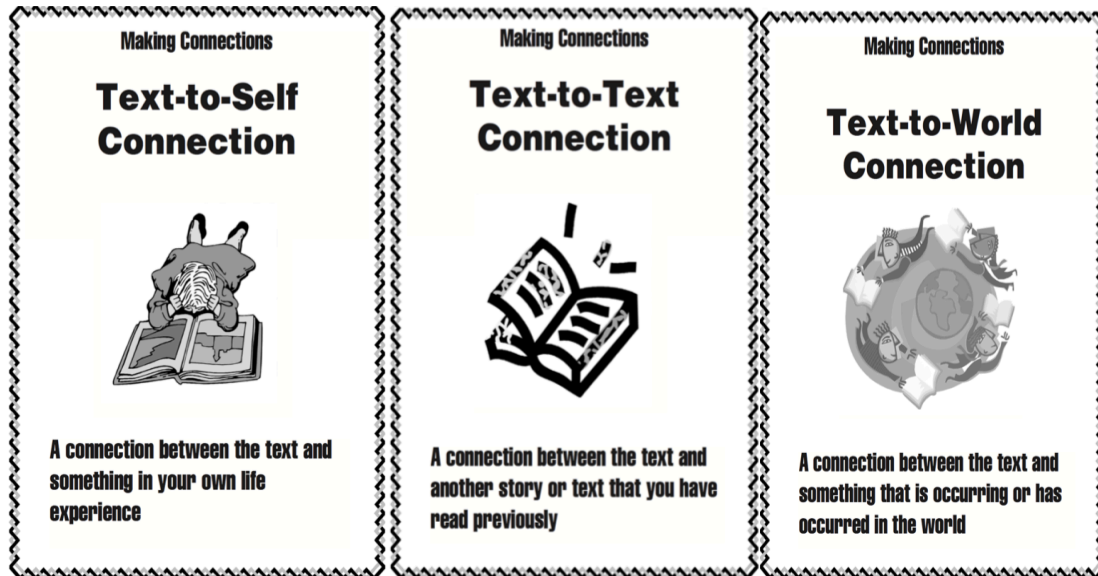 Making Connections
Text-to-Self
Connection
A connection between the text and
something in your own life
experience
Making Connections
Text-to-Text
Connection
A connection between the text and
another story or text that you have
read previously
Making Connections
Text-to-World
Connection
A connection between the text and
something that is occurring or has
occurred in the world